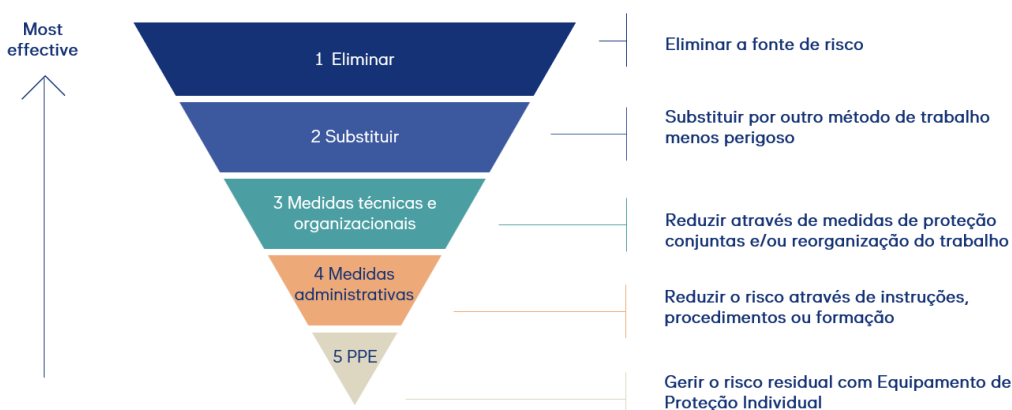 Most
effective
1 Eliminar
Eliminar a fonte de risco
2 Substituir
Substituir por outro método de trabalho
menos perigoso
3 Medidas técnicas e
organizacionais
Reduzir através de medidas de proteção
conjuntas e/ou reorganização do trabalho
4 Medidas
administrativas
Reduzir o risco através de instruções,
procedimentos ou formação
5 PPE
Gerir o risco residual com Equipamento de
Proteção Individual